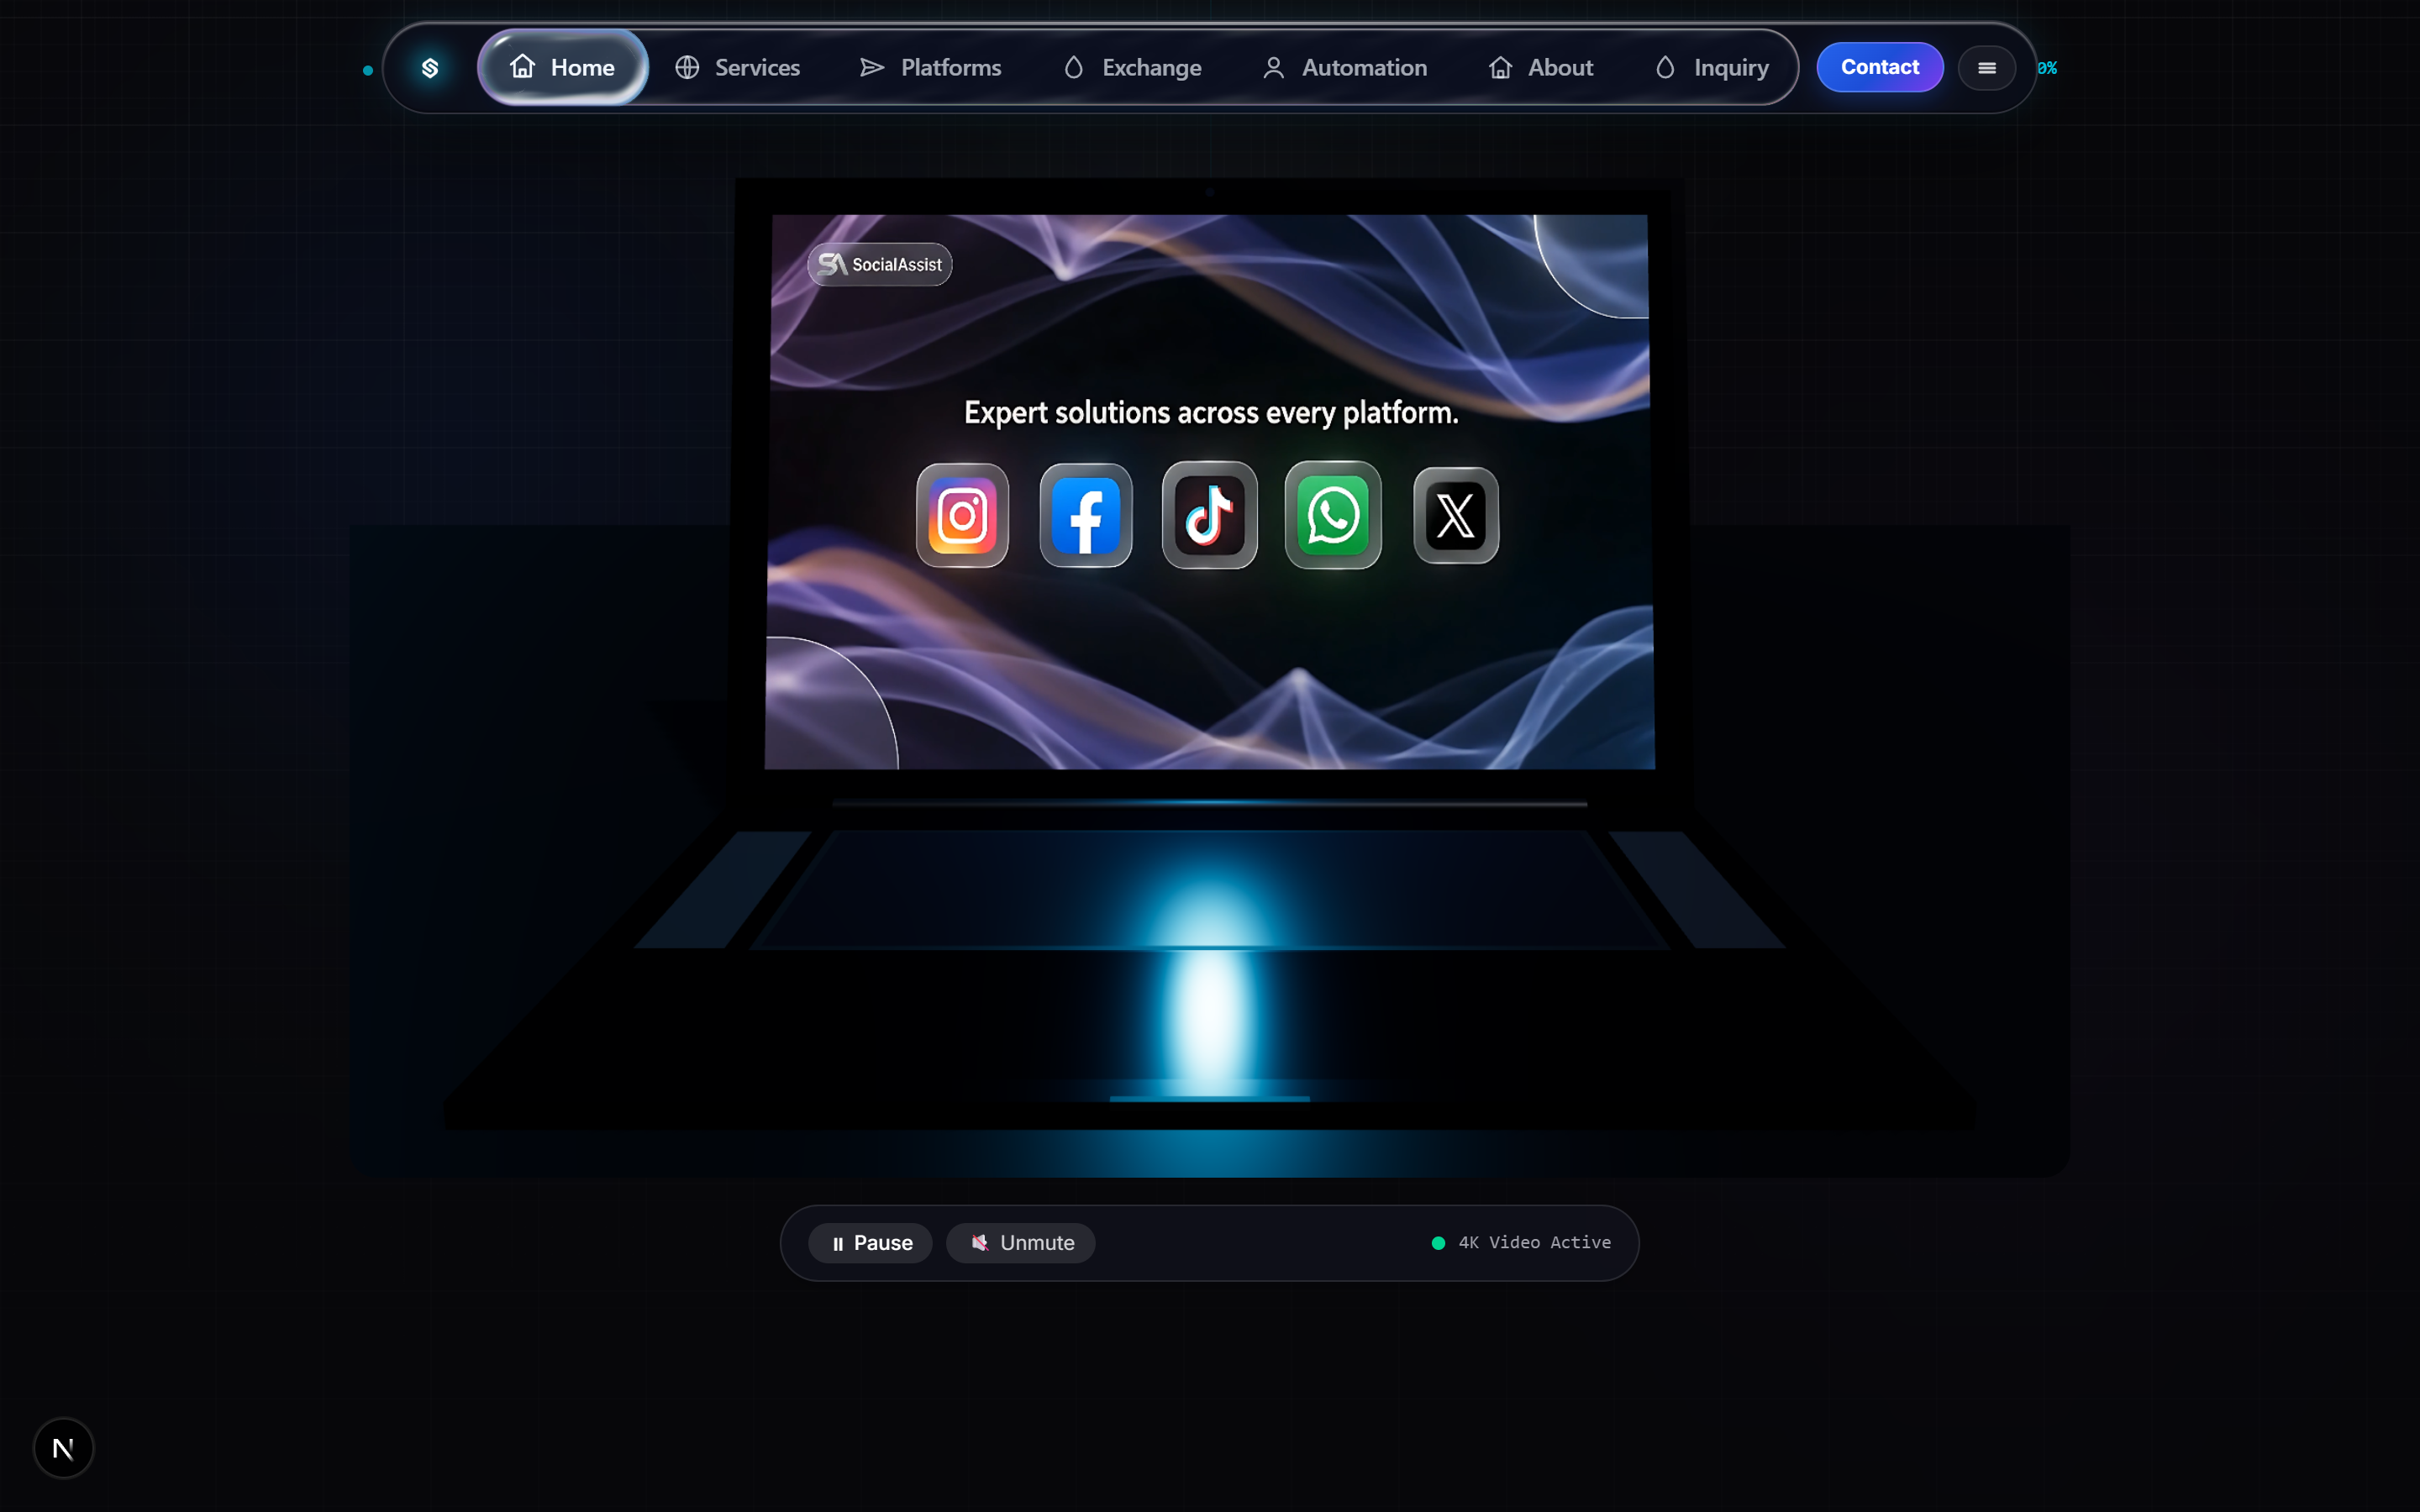 Home
Services
Platforms
Exchange
Automation
About
Inquiry
Contact
0%
SA SocialAssist
Expert solutions across every platform.
Pause
Unmute
4K Video Active
N